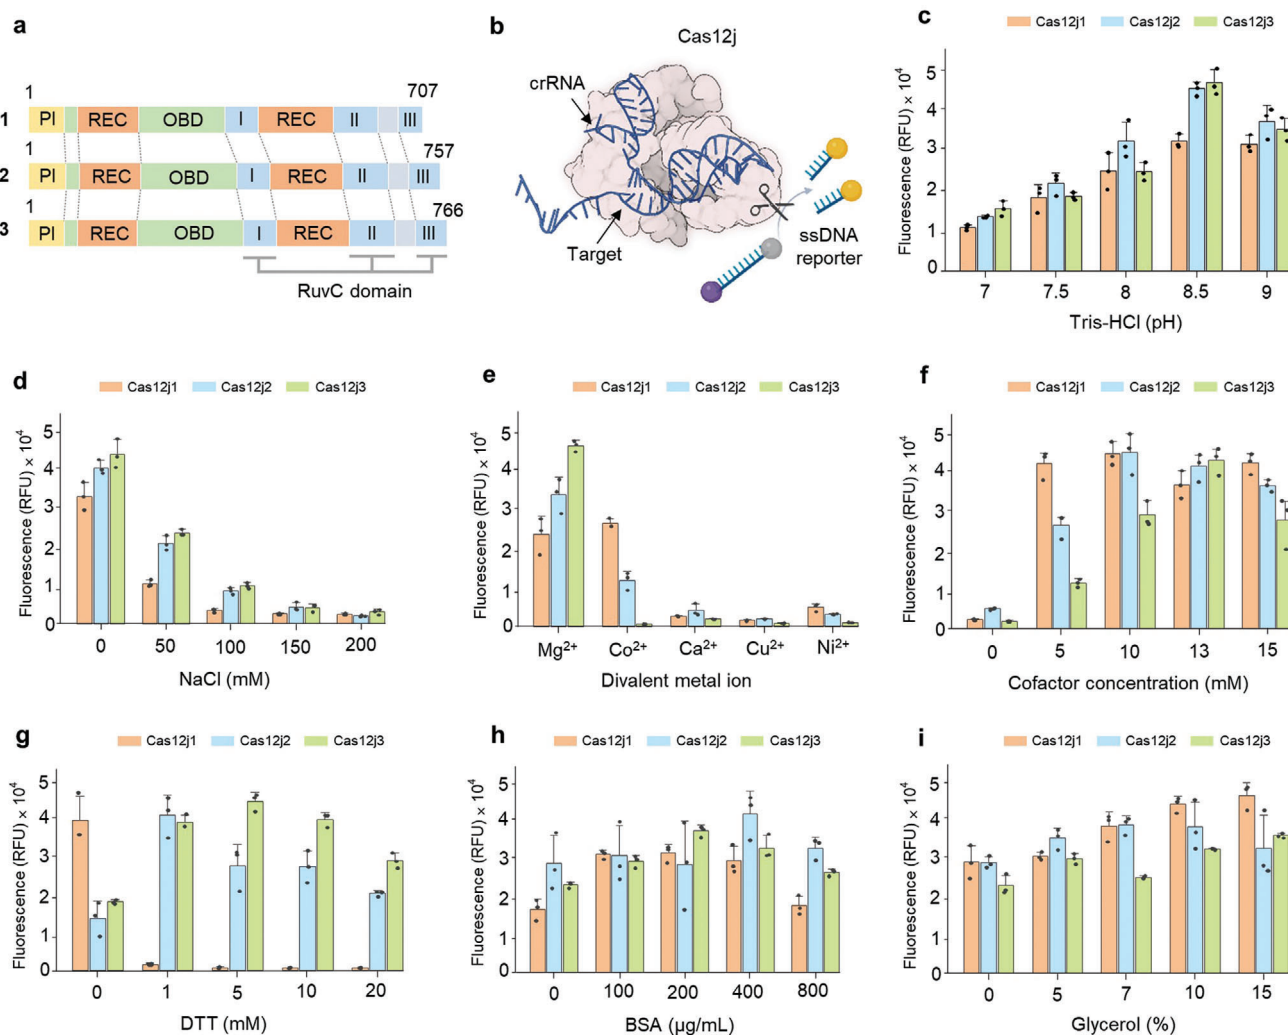 a
1
707
1
PI
REC
OBD
I
REC
II
III
1
757
2
PI
REC
OBD
I
REC
II
III
1
766
3
PI
REC
OBD
I
REC
II
III
RuvC domain
b
Cas12j
crRNA
Target
ssDNA
reporter
c
Cas12j1 Cas12j2 Cas12j3
Fluorescence (RFU) × 10⁴
5
4
3
2
1
0
7 7.5 8 8.5 9
Tris-HCl (pH)
d
Cas12j1 Cas12j2 Cas12j3
Fluorescence (RFU) × 10⁴
5
4
3
2
1
0
0 50 100 150 200
NaCl (mM)
e
Cas12j1 Cas12j2 Cas12j3
Fluorescence (RFU) × 10⁴
5
4
3
2
1
0
Mg²⁺ Co²⁺ Ca²⁺ Cu²⁺ Ni²⁺
Divalent metal ion
f
Cas12j1 Cas12j2 Cas12j3
Fluorescence (RFU) × 10⁴
5
4
3
2
1
0
0 5 10 13 15
Cofactor concentration (mM)
g
Cas12j1 Cas12j2 Cas12j3
Fluorescence (RFU) × 10⁴
5
4
3
2
1
0
0 1 5 10 20
DTT (mM)
h
Cas12j1 Cas12j2 Cas12j3
Fluorescence (RFU) × 10⁴
5
4
3
2
1
0
0 100 200 400 800
BSA (µg/mL)
i
Cas12j1 Cas12j2 Cas12j3
Fluorescence (RFU) × 10⁴
5
4
3
2
1
0
0 5 7 10 15
Glycerol (%)